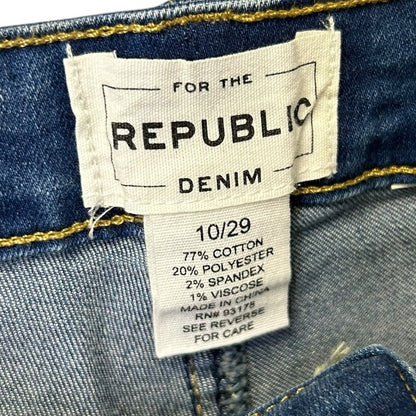 FOR THE
REPUBLIC
DENIM
10/29
77% COTTON
20% POLYESTER
2% SPANDEX
1% VISCOSE
MADE IN CHINA
RN# 93175
SEE REVERSE
FOR CARE